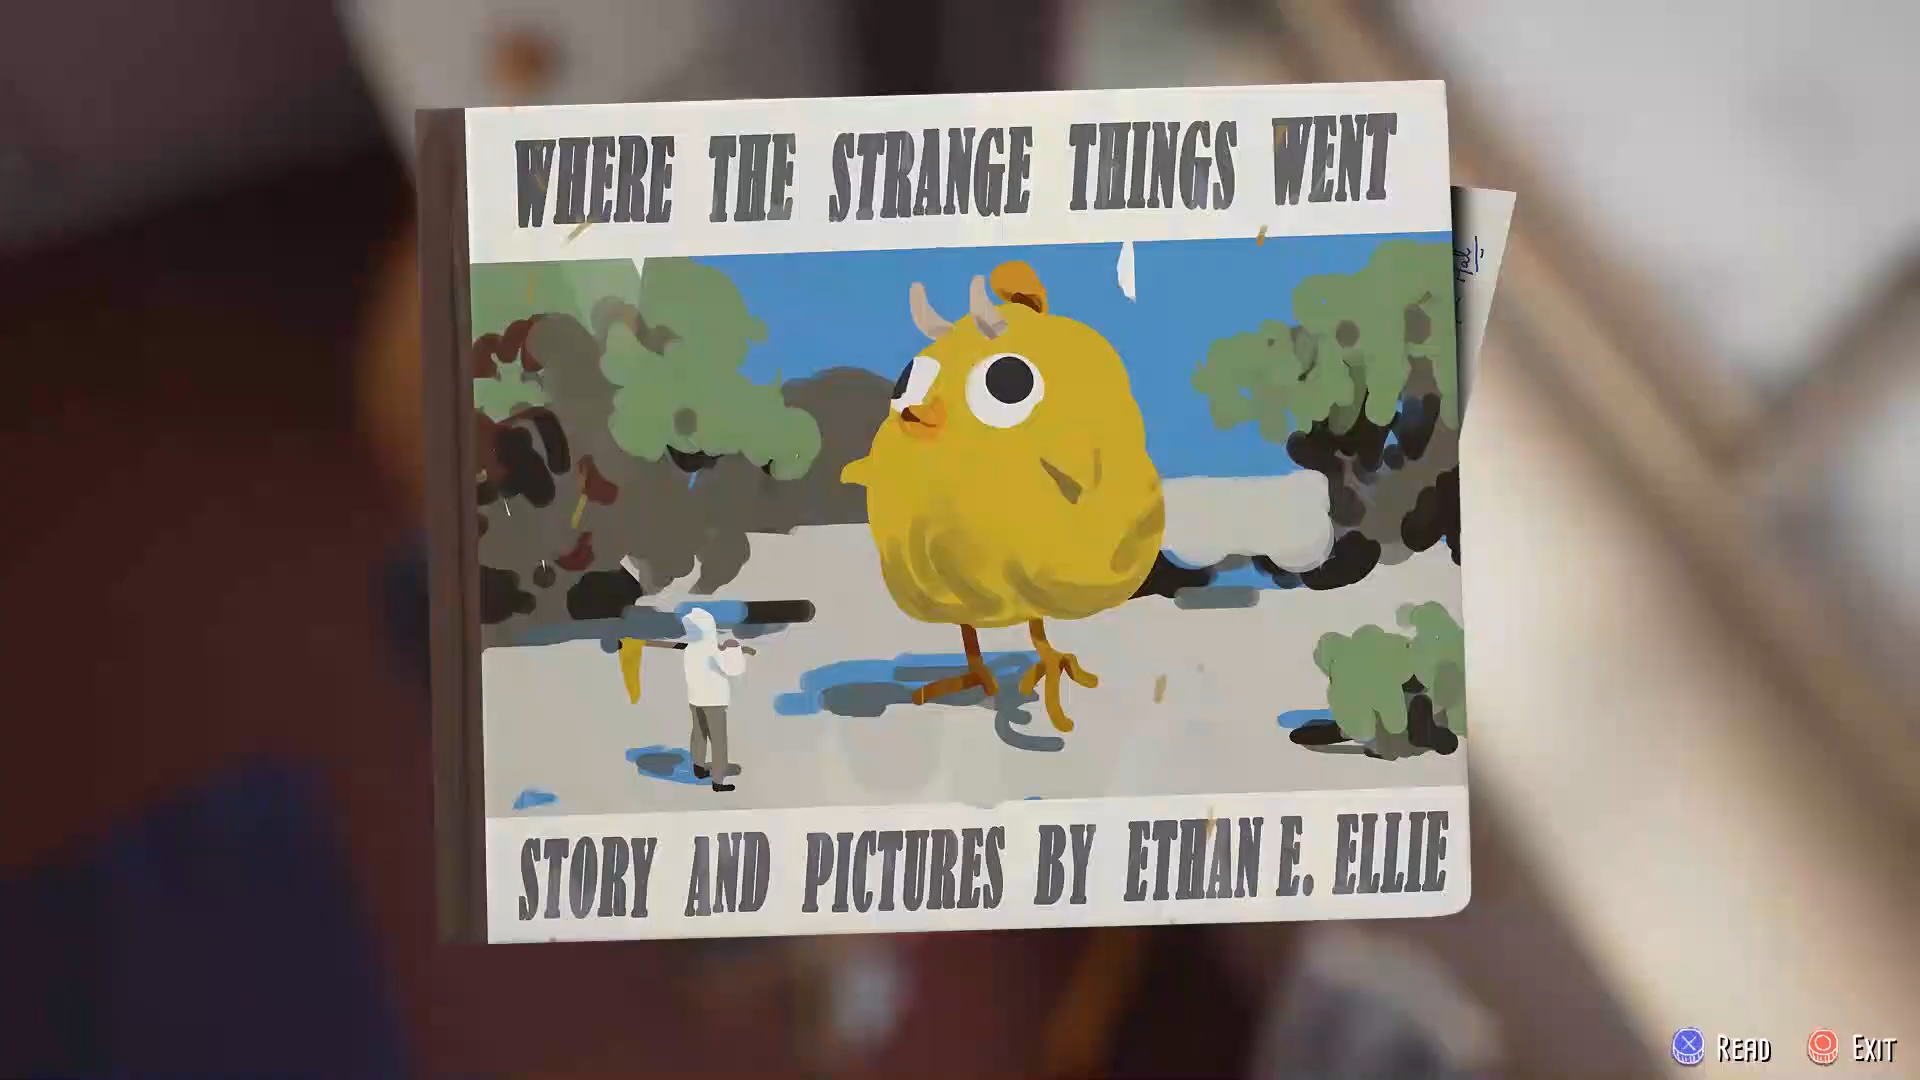 WHERE THE STRANGE THINGS WENT
STORY AND PICTURES BY ETHAN E. ELLIE
READ
EXIT